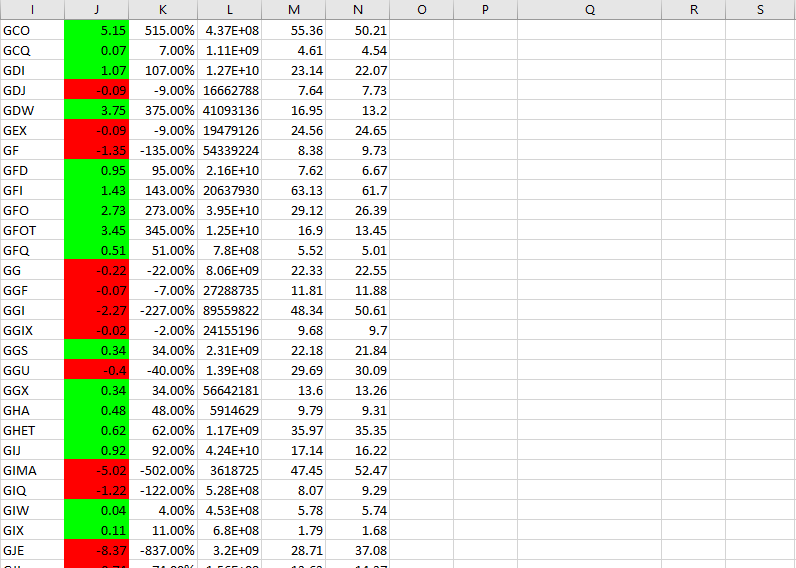 I J K L M N O P Q R S
GCO 5.15 515.00% 4.37E+08 55.36 50.21
GCQ 0.07 7.00% 1.11E+09 4.61 4.54
GDI 1.07 107.00% 1.27E+10 23.14 22.07
GDJ -0.09 -9.00% 16662788 7.64 7.73
GDW 3.75 375.00% 41093136 16.95 13.2
GEX -0.09 -9.00% 19479126 24.56 24.65
GF -1.35 -135.00% 54339224 8.38 9.73
GFD 0.95 95.00% 2.16E+10 7.62 6.67
GFI 1.43 143.00% 20637930 63.13 61.7
GFO 2.73 273.00% 3.95E+10 29.12 26.39
GFOT 3.45 345.00% 1.25E+10 16.9 13.45
GFQ 0.51 51.00% 7.8E+08 5.52 5.01
GG -0.22 -22.00% 8.06E+09 22.33 22.55
GGF -0.07 -7.00% 27288735 11.81 11.88
GGI -2.27 -227.00% 89559822 48.34 50.61
GGIX -0.02 -2.00% 24155196 9.68 9.7
GGS 0.34 34.00% 2.31E+09 22.18 21.84
GGU -0.4 -40.00% 1.39E+08 29.69 30.09
GGX 0.34 34.00% 56642181 13.6 13.26
GHA 0.48 48.00% 5914629 9.79 9.31
GHET 0.62 62.00% 1.17E+09 35.97 35.35
GIJ 0.92 92.00% 4.24E+10 17.14 16.22
GIMA -5.02 -502.00% 3618725 47.45 52.47
GIQ -1.22 -122.00% 5.28E+08 8.07 9.29
GIW 0.04 4.00% 4.53E+08 5.78 5.74
GIX 0.11 11.00% 6.8E+08 1.79 1.68
GJE -8.37 -837.00% 3.2E+09 28.71 37.08